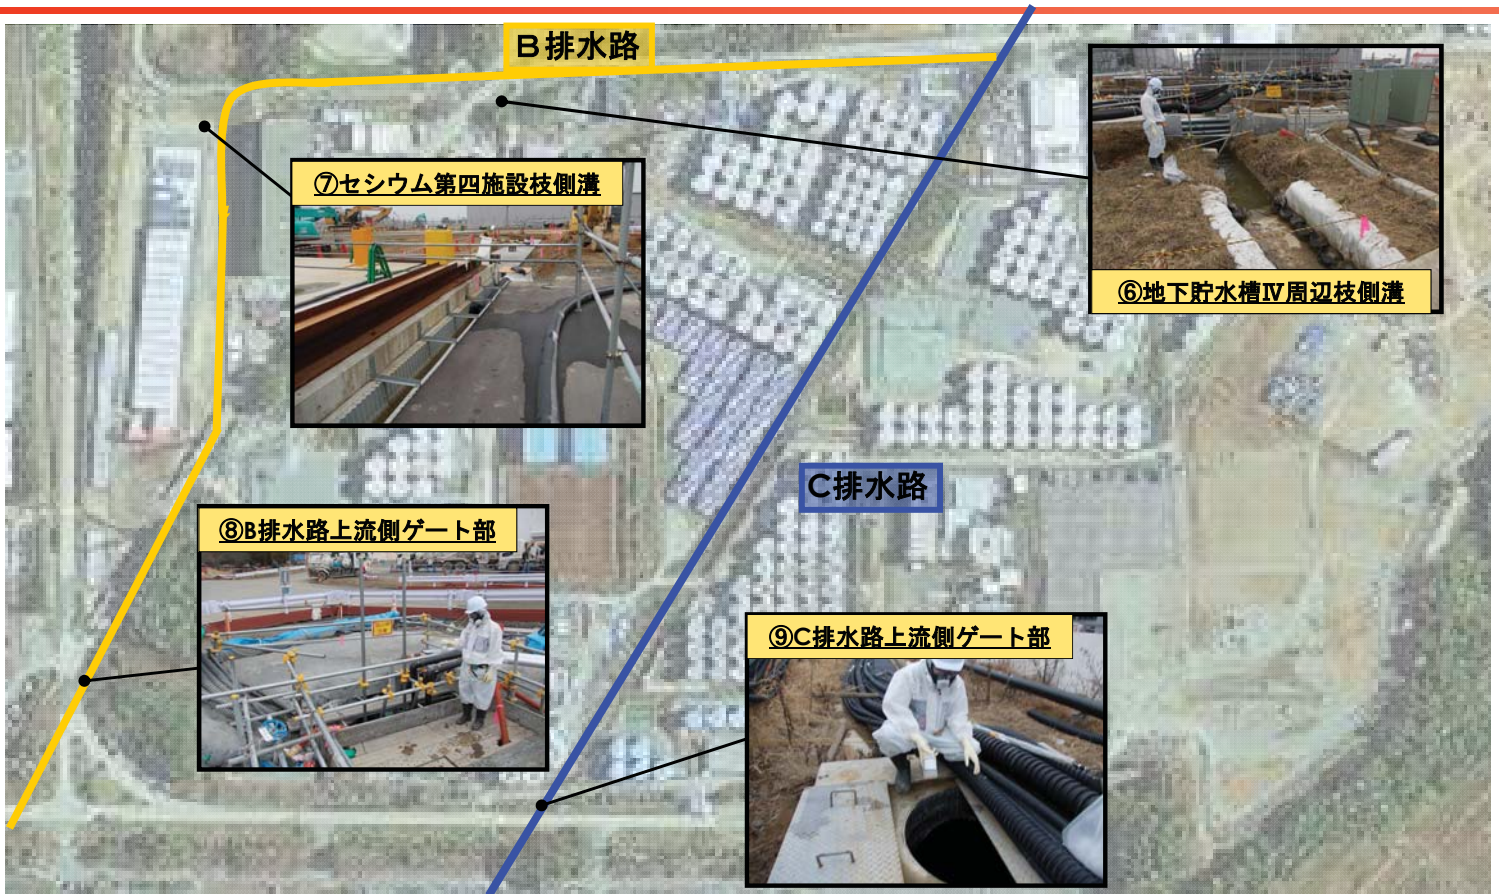 B排水路
⑦セシウム第四施設枝側溝
⑥地下貯水槽Ⅳ周辺枝側溝
C排水路
⑧B排水路上流側ゲート部
⑨C排水路上流側ゲート部